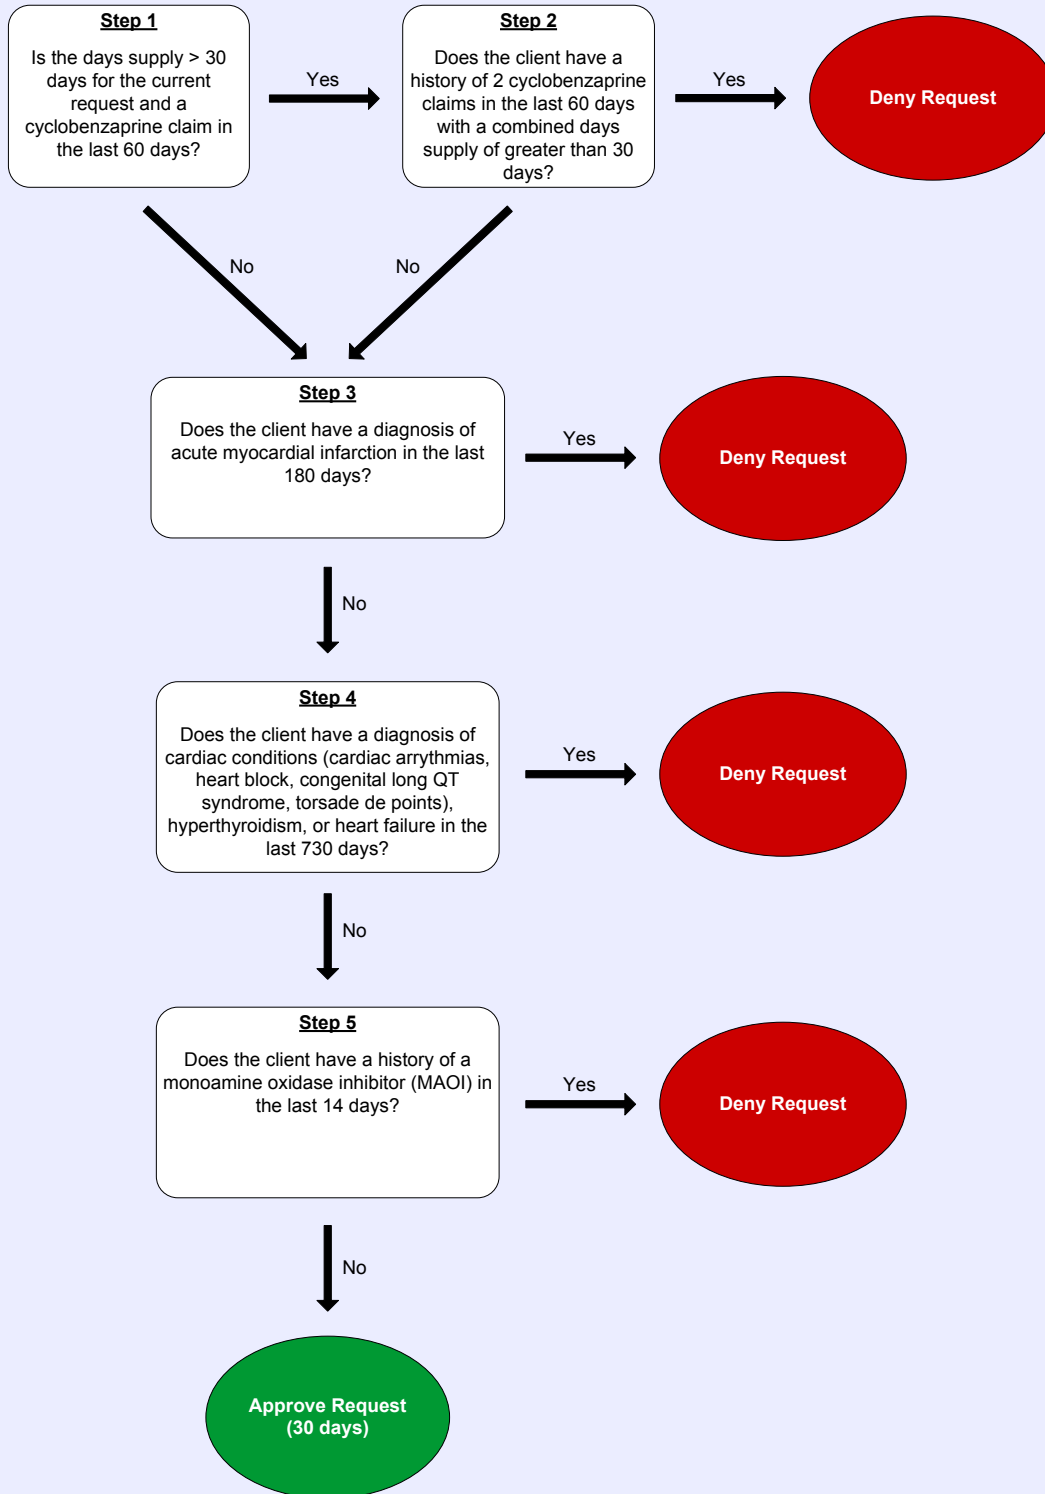 Step 1
Is the days supply > 30
days for the current
request and a
cyclobenzaprine claim in
the last 60 days?
Yes
Step 2
Does the client have a
history of 2 cyclobenzaprine
claims in the last 60 days
with a combined days
supply of greater than 30
days?
Yes
Deny Request
No
No
Step 3
Does the client have a diagnosis of
acute myocardial infarction in the last
180 days?
Yes
Deny Request
No
Step 4
Does the client have a diagnosis of
cardiac conditions (cardiac arrythmias,
heart block, congenital long QT
syndrome, torsade de points),
hyperthyroidism, or heart failure in the
last 730 days?
Yes
Deny Request
No
Step 5
Does the client have a history of a
monoamine oxidase inhibitor (MAOI) in
the last 14 days?
Yes
Deny Request
No
Approve Request
(30 days)